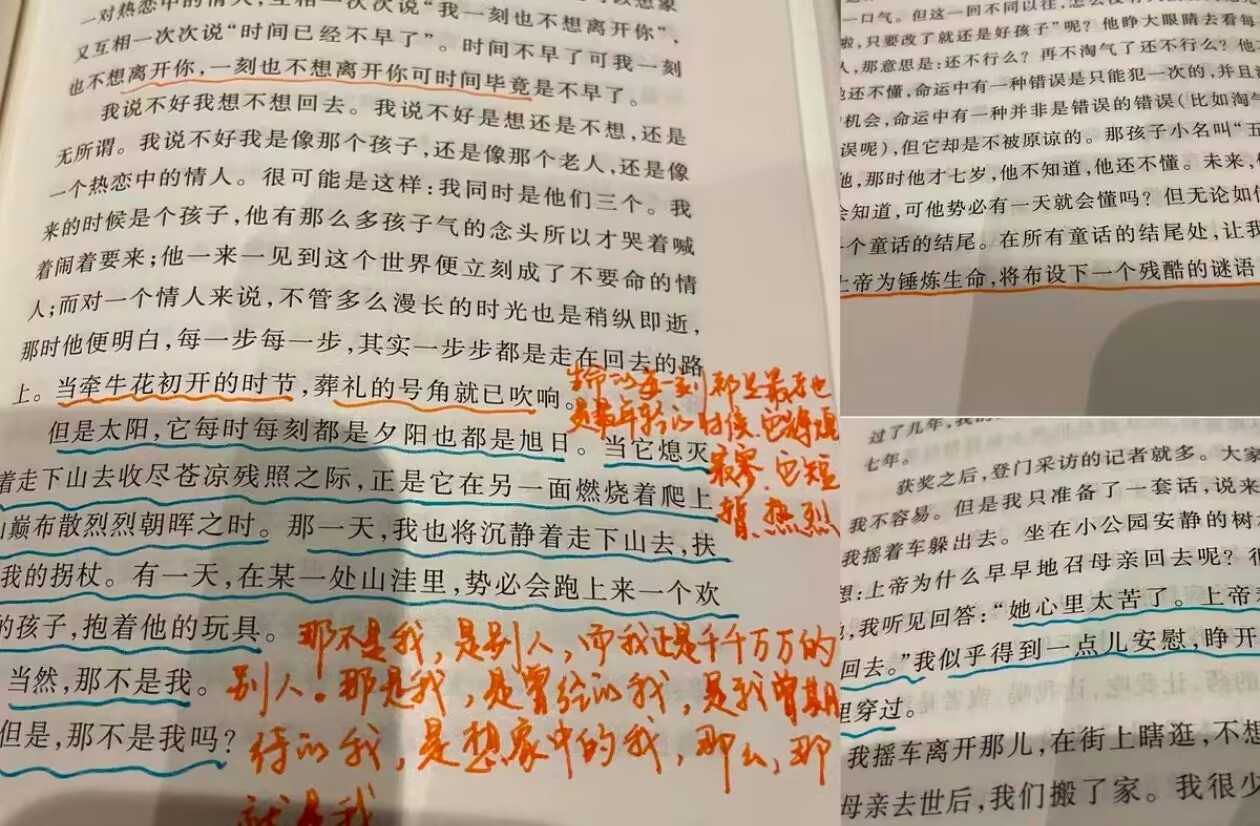 一对热恋中的情人，互相一次次说“我一刻也不想离开你”，
又互相一次次说“时间已经不早了”。时间不早了可我一刻
也不想离开你，一刻也不想离开你可时间毕竟是不早了。
我说不好我想不想回去。我说不好是想还是不想，还是
无所谓。我说不好我是像那个孩子，还是像那个老人，还是像
一个热恋中的情人。很可能是这样：我同时是他们三个。我
来的时候是个孩子，他有那么多孩子气的念头所以才哭着喊
着闹着要来；他一来一见到这个世界便立刻成了不要命的情
人；而对一个情人来说，不管多么漫长的时光也是稍纵即逝，
那时他便明白，每一步每一步，其实一步步都是走在回去的路
上。当牵牛花初开的时节，葬礼的号角就已吹响。
生命的每一刻都是最老也
是最年轻的时候
寂寥、也短
暂、热烈
但是太阳，它每时每刻都是夕阳也都是旭日。当它熄灭
着走下山去收尽苍凉残照之际，正是它在另一面燃烧着爬上
山巅布散烈烈朝晖之时。那一天，我也将沉静着走下山去，扶
我的拐杖。有一天，在某一处山洼里，势必会跑上来一个欢
的孩子，抱着他的玩具。
当然，那不是我。
但是，那不是我吗？
那不是我，是别人，而我正是千千万万的
别人。那是我，是曾经的我，是我曾期
待的我，是想象中的我，那么，那
就是我
一口气。但这一回不同以往，怎么没有
啦，只要改了就还是好孩子”呢？他睁大眼睛去看每
人，那意思是：还不行么？再不淘气了还不行么？他
他还不懂，命运中有一种错误是只能犯一次的，并且
机会，命运中有一种并非是错误的错误（比如淘气
误呢），但它却是不被原谅的。那孩子小名叫“五
他，那时他才七岁，他不知道，他还不懂。未来，
会知道，可他势必有一天就会懂吗？但无论如
个童话的结尾。在所有童话的结尾处，让我
上帝为锤炼生命，将布设下一个残酷的谜语
过了几年，我的
七年。
获奖之后，登门采访的记者就多。大家
我不容易。但是我只准备了一套话，说来
我摇着车躲出去。坐在小公园安静的树
想：上帝为什么早早地召母亲回去呢？很
，我听见回答：“她心里太苦了。上帝
回去。”我似乎得到一点儿安慰，睁开
里穿过。
我摇车离开那儿，在街上瞎逛，不想
母亲去世后，我们搬了家。我很少